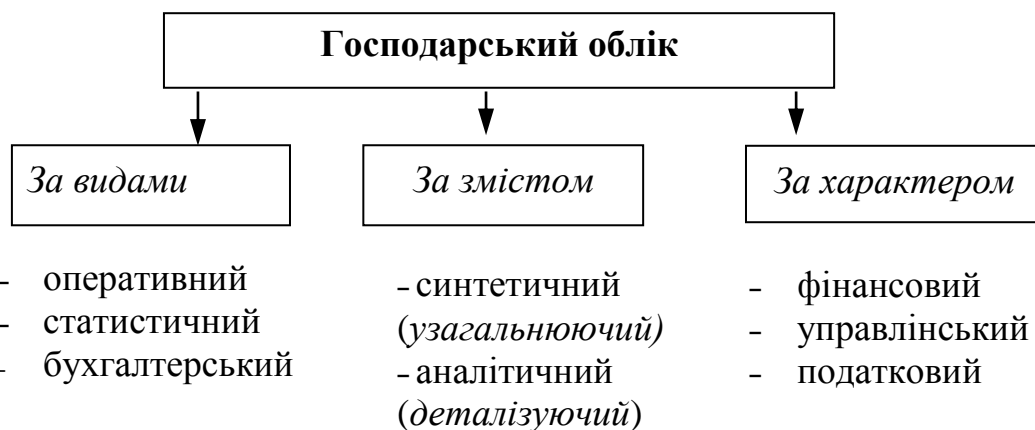 Господарський облік
За видами
За змістом
За характером
- оперативний
- статистичний
- бухгалтерський
- синтетичний
(узагальнюючий)
- аналітичний
(деталізуючий)
- фінансовий
- управлінський
- податковий